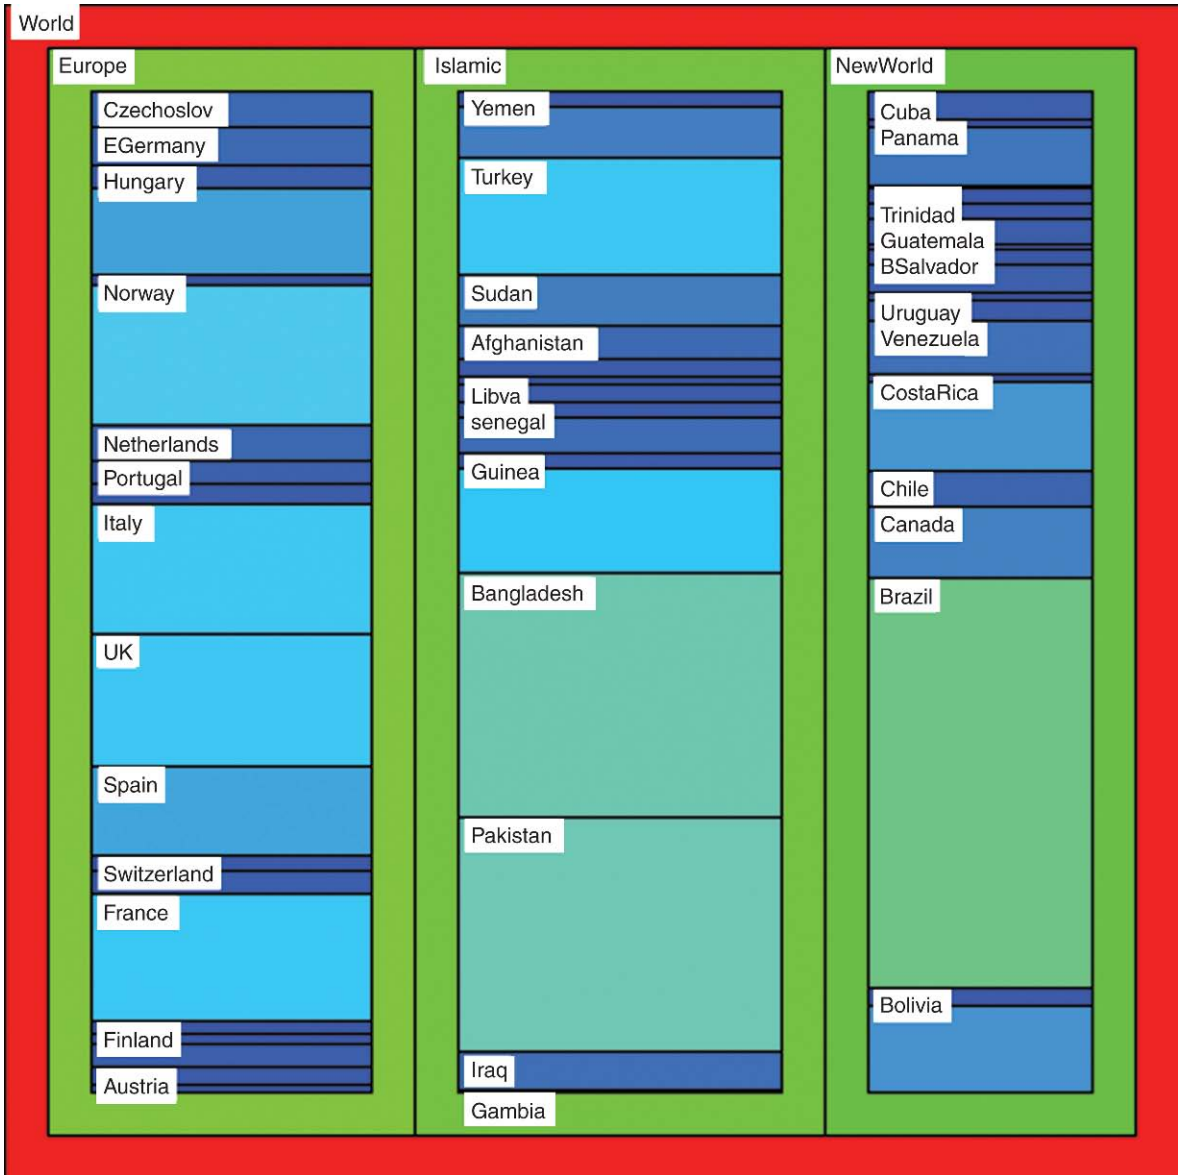 World
Europe
Czechoslov
EGermany
Hungary
Norway
Netherlands
Portugal
Italy
UK
Spain
Switzerland
France
Finland
Austria
Islamic
Yemen
Turkey
Sudan
Afghanistan
Libva
senegal
Guinea
Bangladesh
Pakistan
Iraq
Gambia
NewWorld
Cuba
Panama
Trinidad
Guatemala
BSalvador
Uruguay
Venezuela
CostaRica
Chile
Canada
Brazil
Bolivia